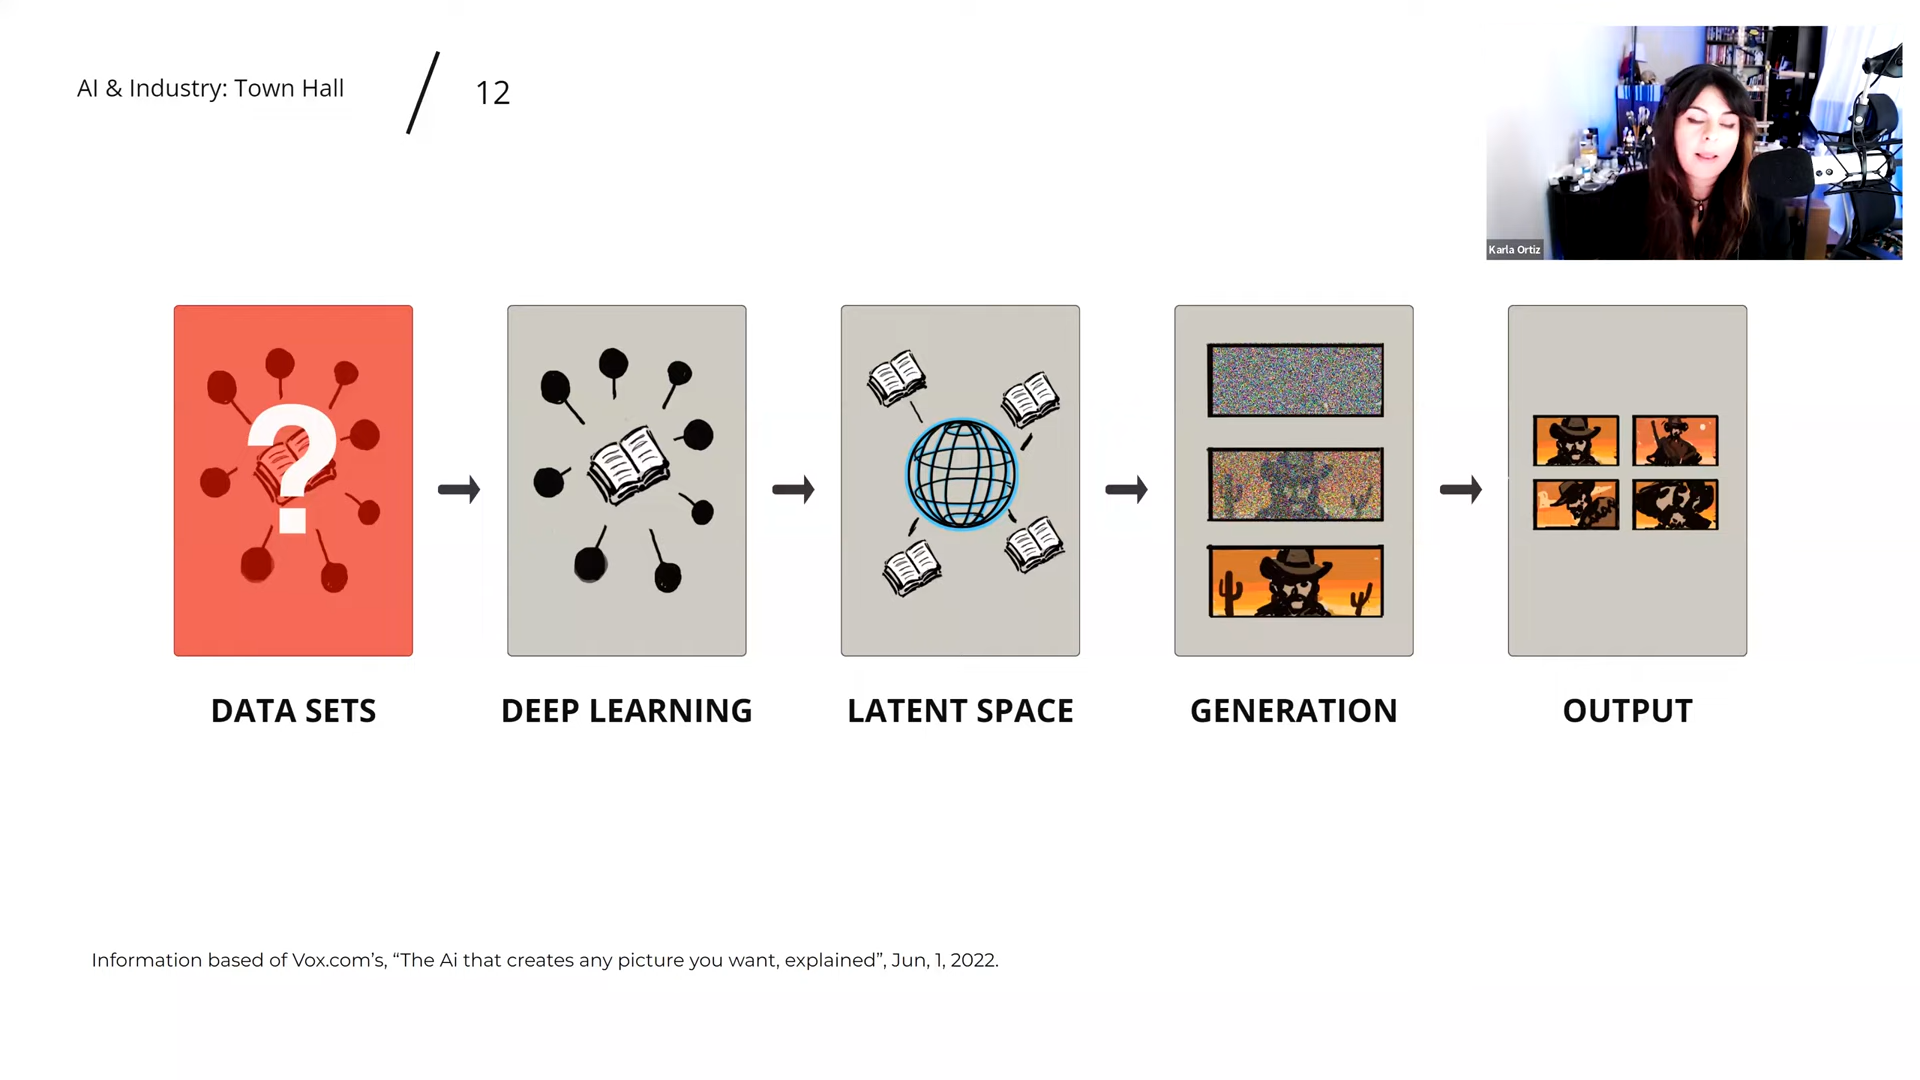 AI & Industry: Town Hall / 12
Karla Ortiz
?
DATA SETS
DEEP LEARNING
LATENT SPACE
GENERATION
OUTPUT
Information based of Vox.com's, “The Ai that creates any picture you want, explained”, Jun, 1, 2022.